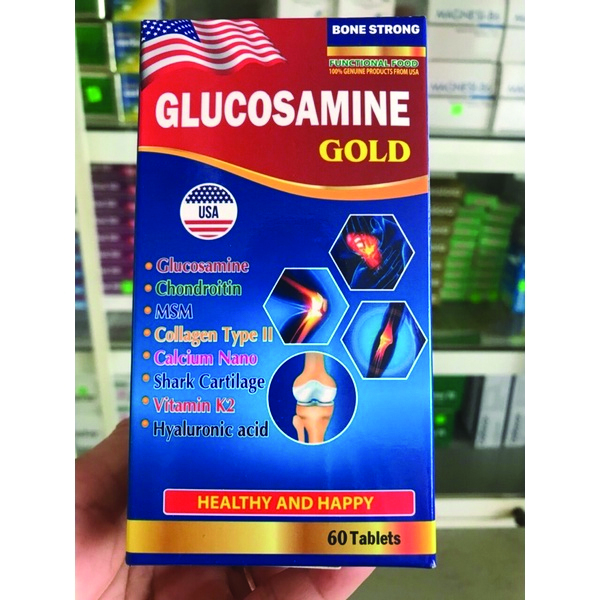 BONE STRONG
FUNCTIONAL FOOD
100% GENUINE PRODUCTS FROM USA
GLUCOSAMINE
GOLD
USA
Glucosamine
Chondroitin
MSM
Collagen Type II
Calcium Nano
Shark Cartilage
Vitamin K2
Hyaluronic acid
HEALTHY AND HAPPY
60 Tablets